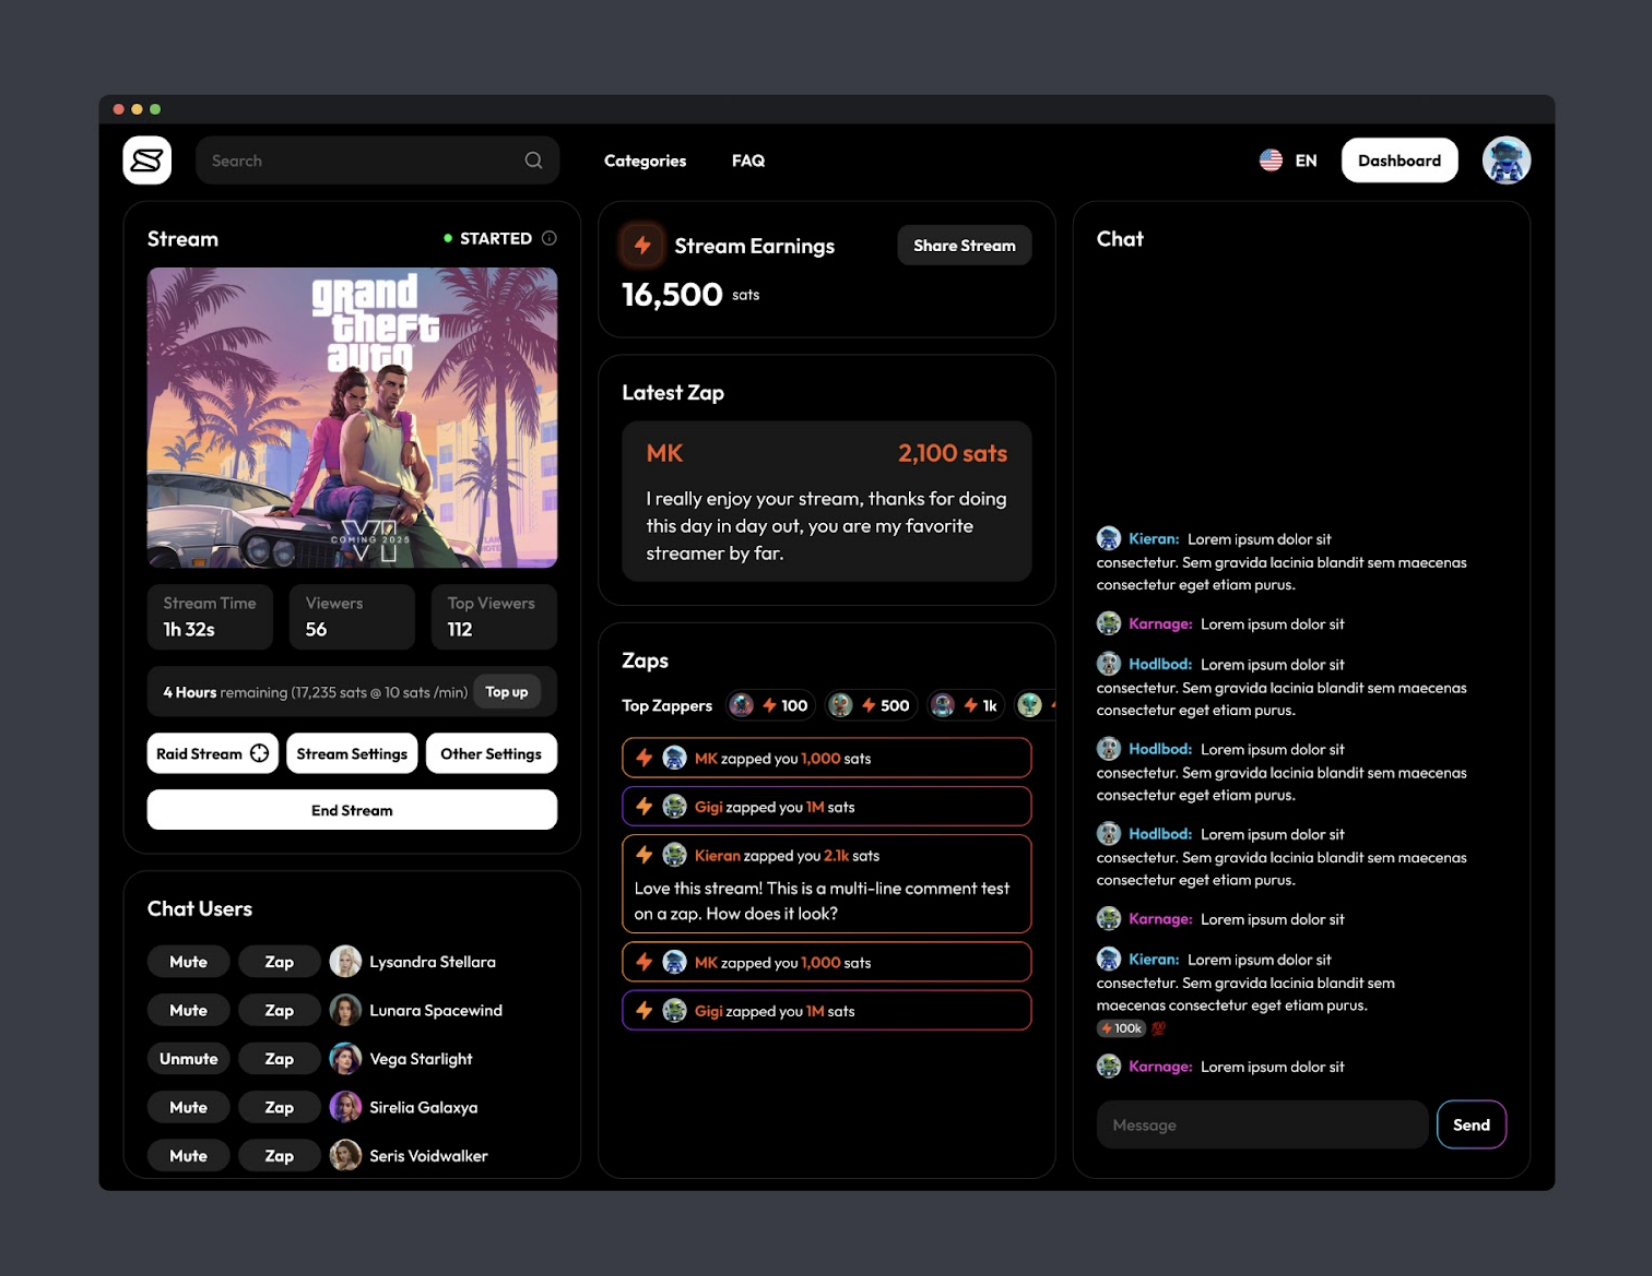 Search
Categories
FAQ
EN
Dashboard
Stream
STARTED
grand
theft
auto
VI
COMING 2025
Stream Time
1h 32s
Viewers
56
Top Viewers
112
4 Hours remaining (17,235 sats @ 10 sats /min)
Top up
Raid Stream
Stream Settings
Other Settings
End Stream
Chat Users
Mute Zap Lysandra Stellara
Mute Zap Lunara Spacewind
Unmute Zap Vega Starlight
Mute Zap Sirelia Galaxya
Mute Zap Seris Voidwalker
Stream Earnings
Share Stream
16,500 sats
Latest Zap
MK 2,100 sats
I really enjoy your stream, thanks for doing
this day in day out, you are my favorite
streamer by far.
Zaps
Top Zappers 100 500 1k
MK zapped you 1,000 sats
Gigi zapped you 1M sats
Kieran zapped you 2.1k sats
Love this stream! This is a multi-line comment test
on a zap. How does it look?
MK zapped you 1,000 sats
Gigi zapped you 1M sats
Chat
Kieran: Lorem ipsum dolor sit
consectetur. Sem gravida lacinia blandit sem maecenas
consectetur eget etiam purus.
Karnage: Lorem ipsum dolor sit
Hodlbod: Lorem ipsum dolor sit
consectetur. Sem gravida lacinia blandit sem maecenas
consectetur eget etiam purus.
Hodlbod: Lorem ipsum dolor sit
consectetur. Sem gravida lacinia blandit sem maecenas
consectetur eget etiam purus.
Hodlbod: Lorem ipsum dolor sit
consectetur. Sem gravida lacinia blandit sem maecenas
consectetur eget etiam purus.
Karnage: Lorem ipsum dolor sit
Kieran: Lorem ipsum dolor sit
consectetur. Sem gravida lacinia blandit sem
maecenas consectetur eget etiam purus.
100k 💯
Karnage: Lorem ipsum dolor sit
Message
Send